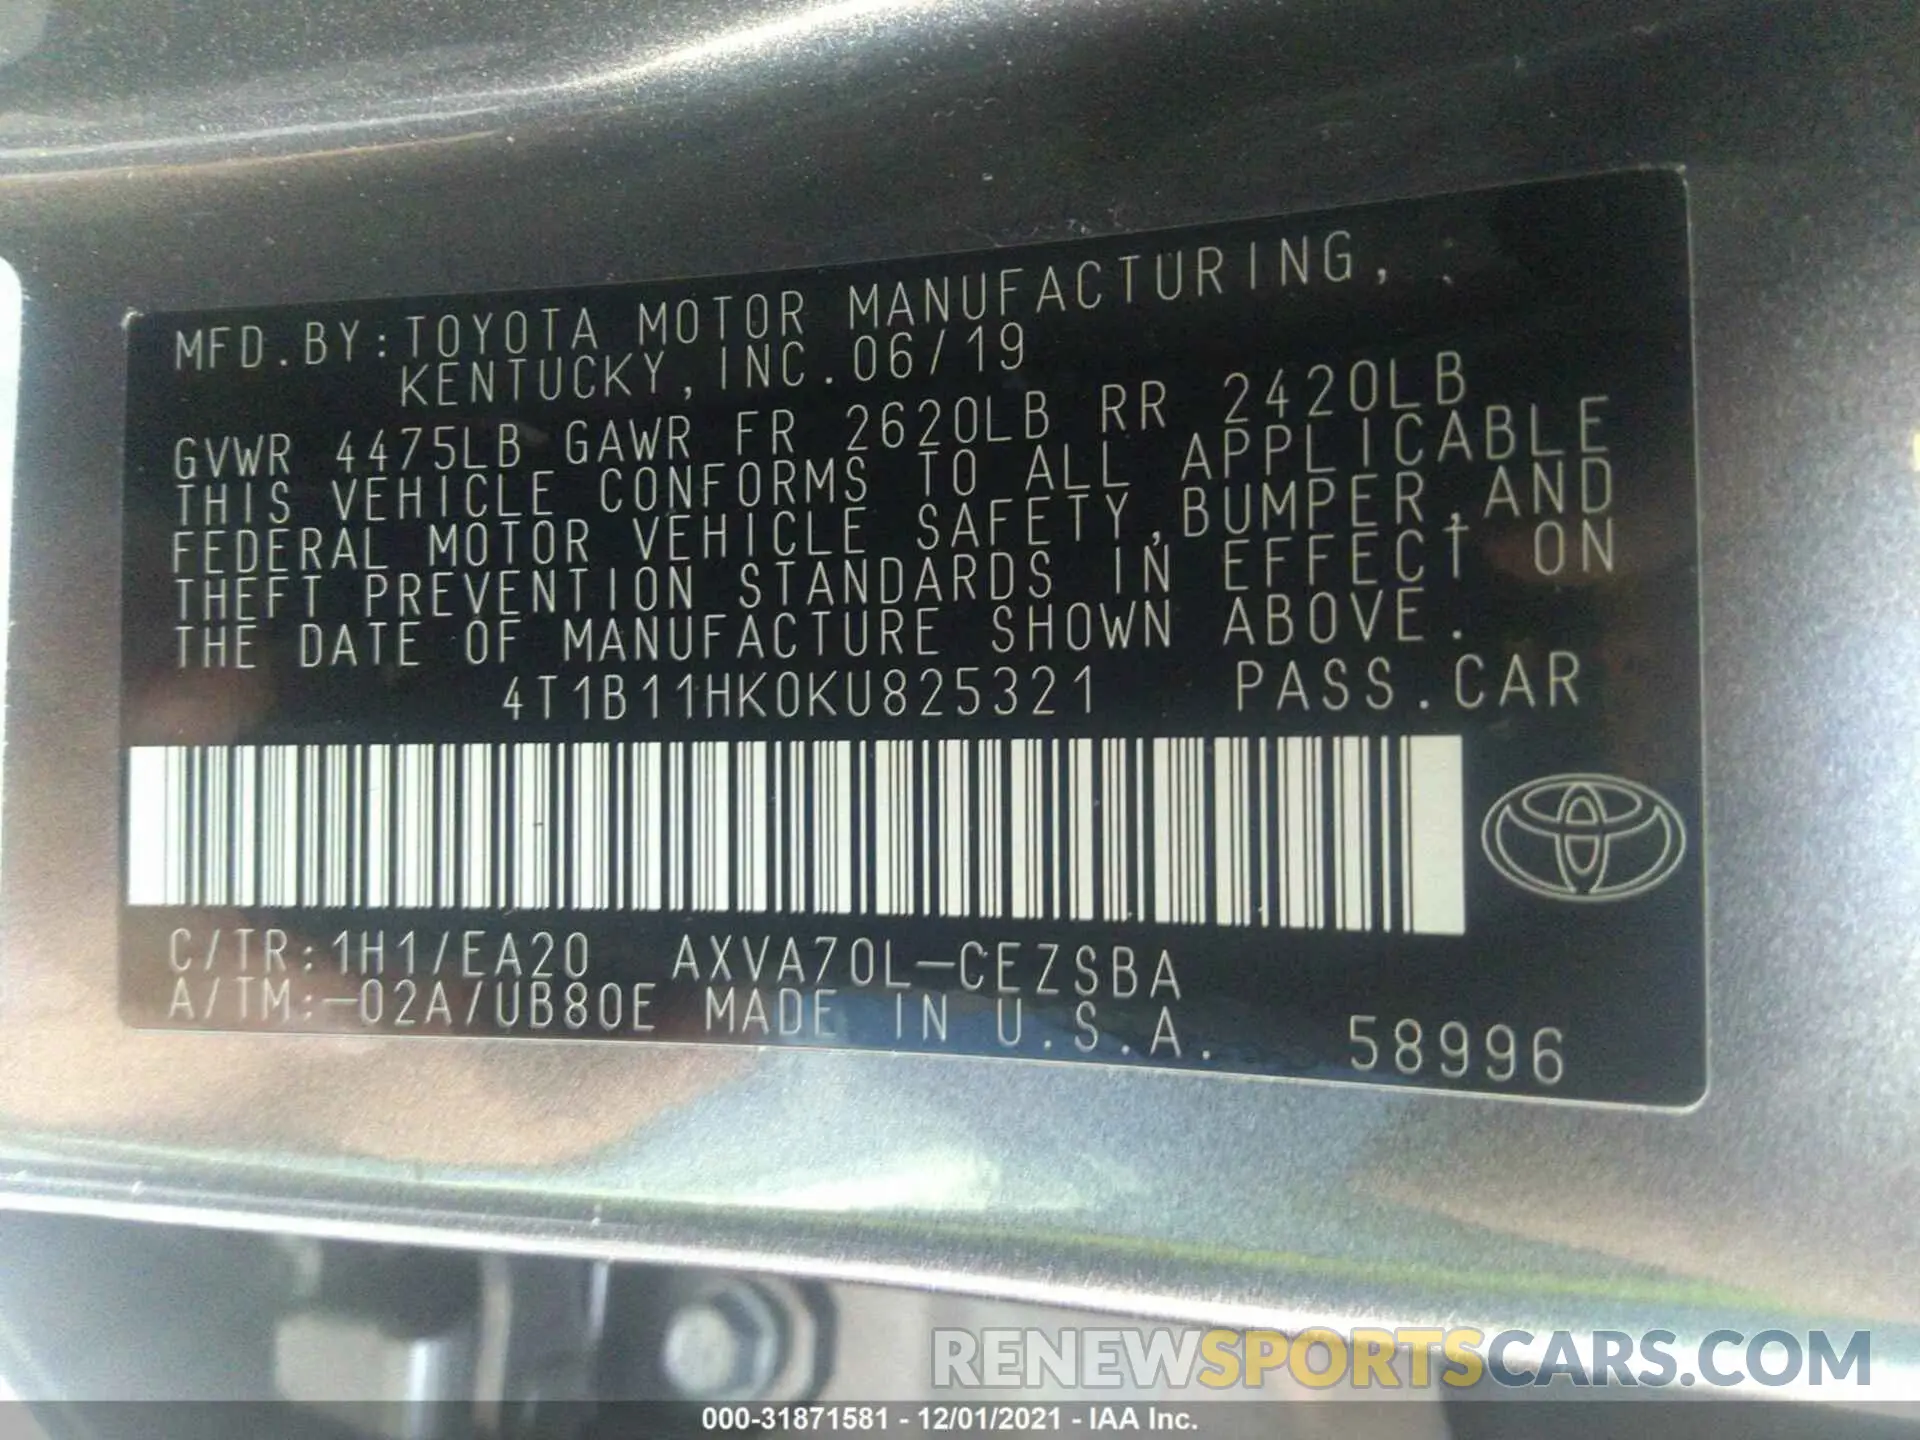 MFD.BY:TOYOTA MOTOR MANUFACTURING,
KENTUCKY,INC.06/19
GVWR 4475LB GAWR FR 2620LB RR 2420LB
THIS VEHICLE CONFORMS TO ALL APPLICABLE
FEDERAL MOTOR VEHICLE SAFETY,BUMPER,AND
THEFT PREVENTION STANDARDS IN EFFECT ON
THE DATE OF MANUFACTURE SHOWN ABOVE.
4T1B11HK0KU825321 PASS.CAR
C/TR:1H1/EA20 AXVA70L-CEZSBA
A/TM:-02A/UB80E MADE IN U.S.A. 58996
RENEWSPORTSCARS.COM
000-31871581 - 12/01/2021 - IAA Inc.